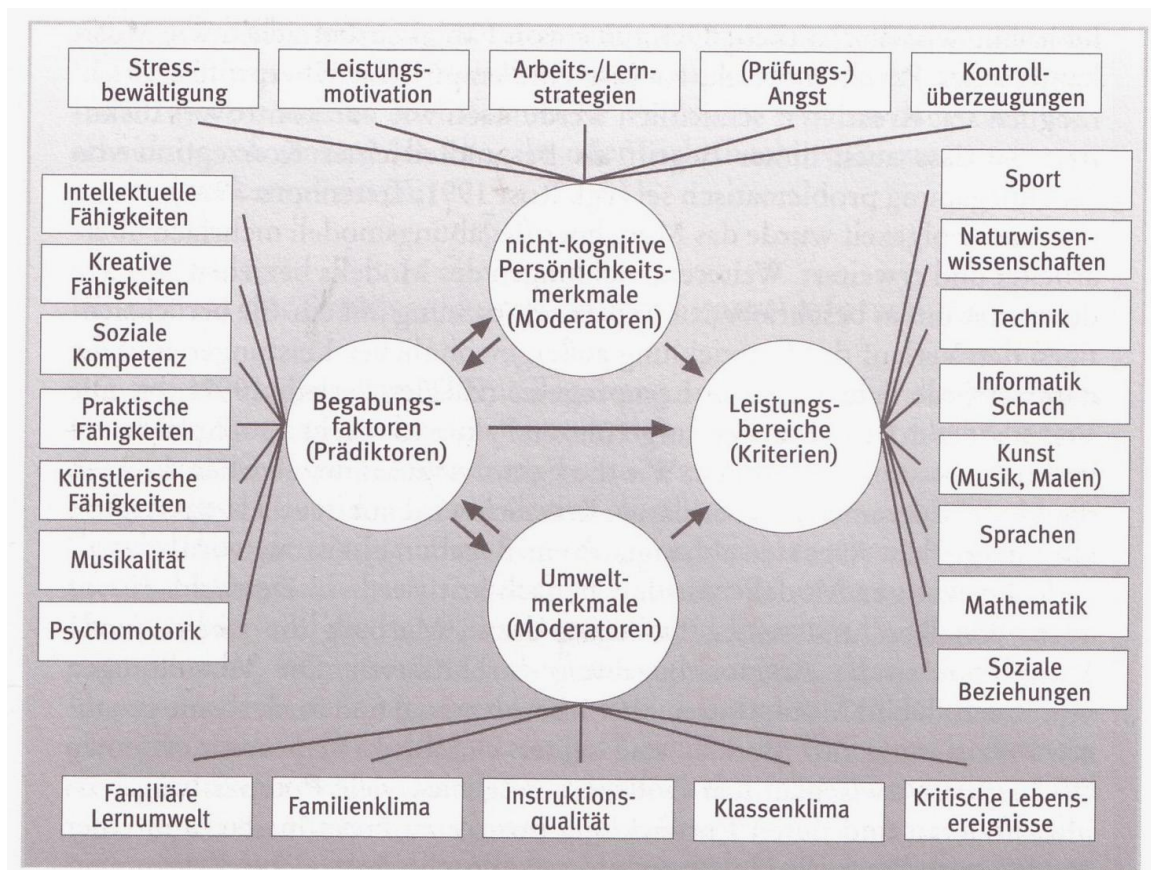 Stress-
bewältigung
Leistungs-
motivation
Arbeits-/Lern-
strategien
(Prüfungs-)
Angst
Kontroll-
überzeugungen
Intellektuelle
Fähigkeiten
Kreative
Fähigkeiten
Soziale
Kompetenz
Praktische
Fähigkeiten
Künstlerische
Fähigkeiten
Musikalität
Psychomotorik
nicht-kognitive
Persönlichkeits-
merkmale
(Moderatoren)
Begabungs-
faktoren
(Prädiktoren)
Leistungs-
bereiche
(Kriterien)
Umwelt-
merkmale
(Moderatoren)
Sport
Naturwissen-
wissenschaften
Technik
Informatik
Schach
Kunst
(Musik, Malen)
Sprachen
Mathematik
Soziale
Beziehungen
Familiäre
Lernumwelt
Familienklima
Instruktions-
qualität
Klassenklima
Kritische Lebens-
ereignisse